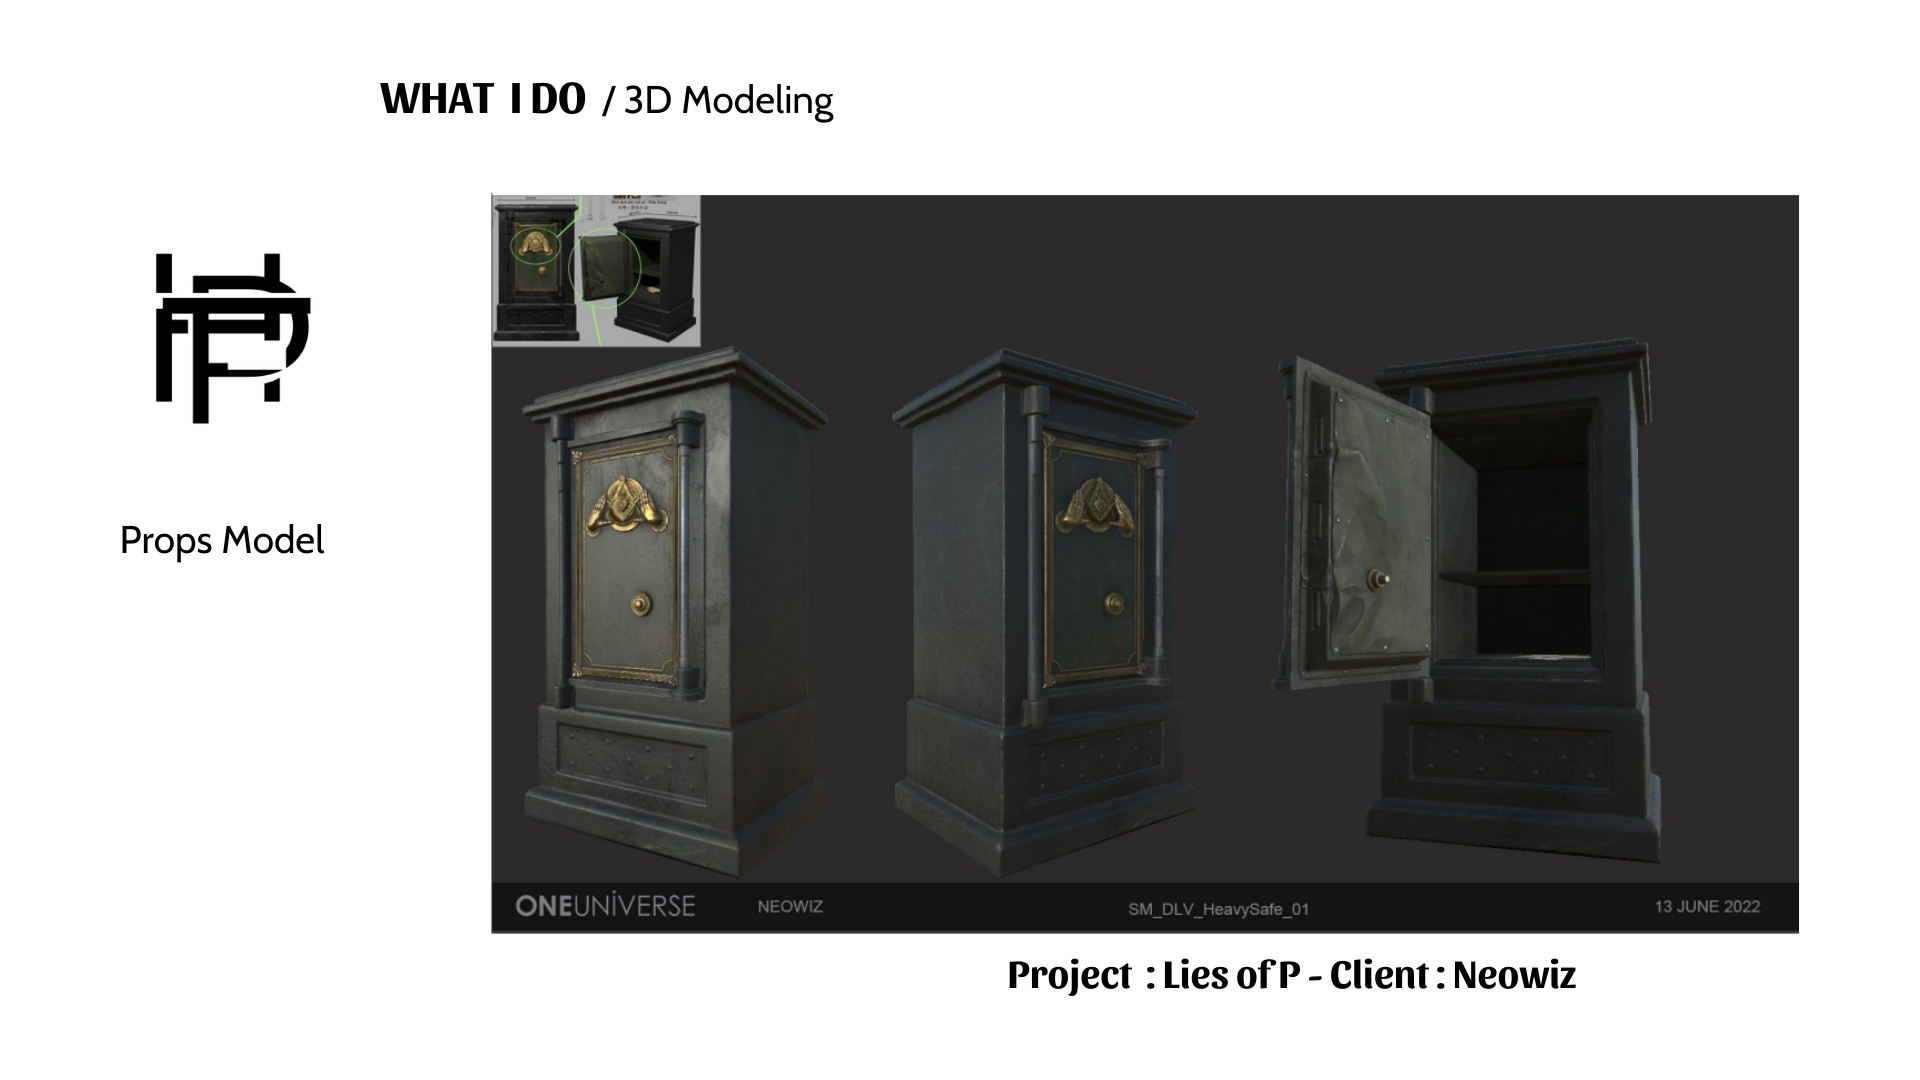 WHAT I DO / 3D Modeling
Props Model
ONEUNIVERSE
NEOWIZ
SM_DLV_HeavySafe_01
13 JUNE 2022
Project : Lies of P - Client : Neowiz